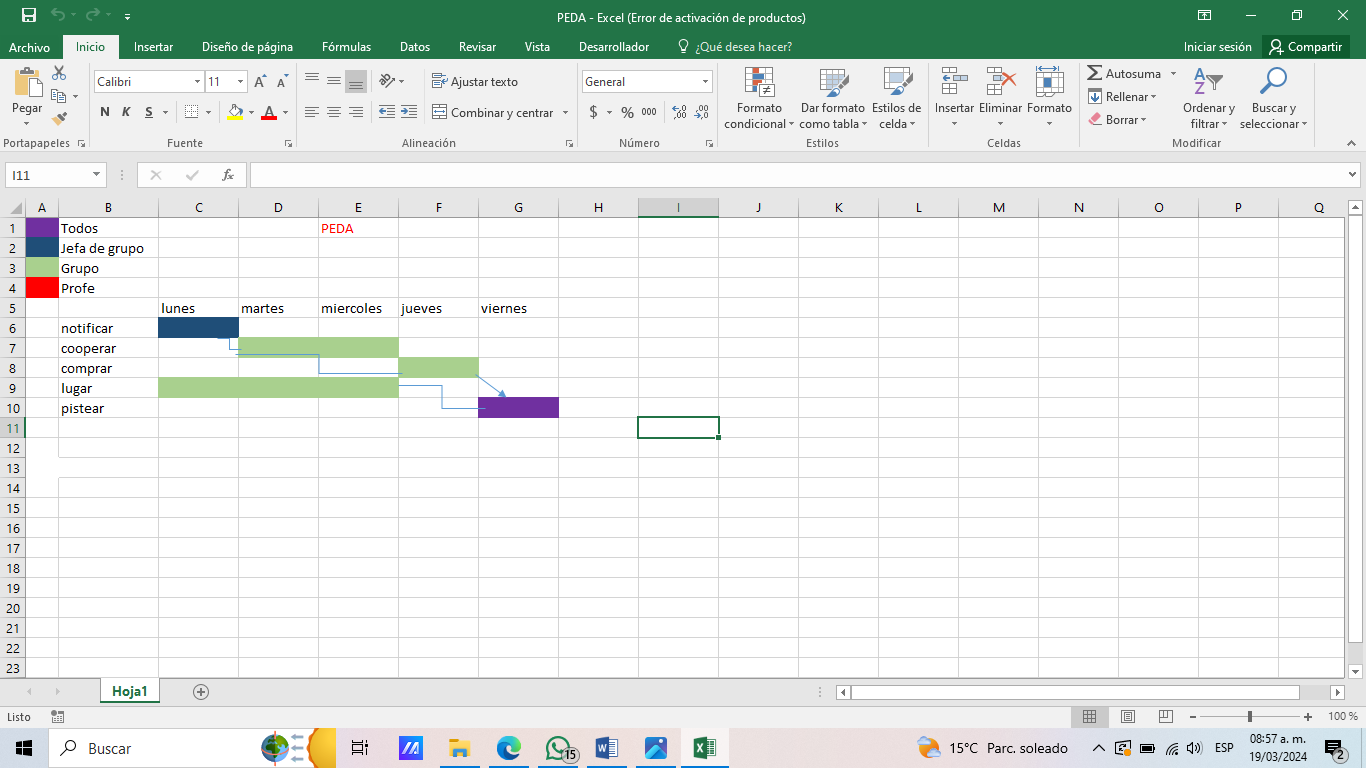 PEDA - Excel (Error de activación de productos)
Archivo Inicio Insertar Diseño de página Fórmulas Datos Revisar Vista Desarrollador ¿Qué desea hacer? Iniciar sesión Compartir
Pegar
Calibri 11
N K S
Ajustar texto
Combinar y centrar
General
$ % 000
Formato condicional
Dar formato como tabla
Estilos de celda
Insertar Eliminar Formato
Autosuma
Rellenar
Borrar
Ordenar y filtrar
Buscar y seleccionar
Portapapeles Fuente Alineación Número Estilos Celdas Modificar
I11 fx
A B C D E F G H I J K L M N O P Q
1 Todos PEDA
2 Jefa de grupo
3 Grupo
4 Profe
5 lunes martes miercoles jueves viernes
6 notificar
7 cooperar
8 comprar
9 lugar
10 pistear
11
12
13
14
15
16
17
18
19
20
21
22
23
Hoja1
Listo 100 %
Buscar 15 15°C Parc. soleado ESP 08:57 a. m.
19/03/2024 2